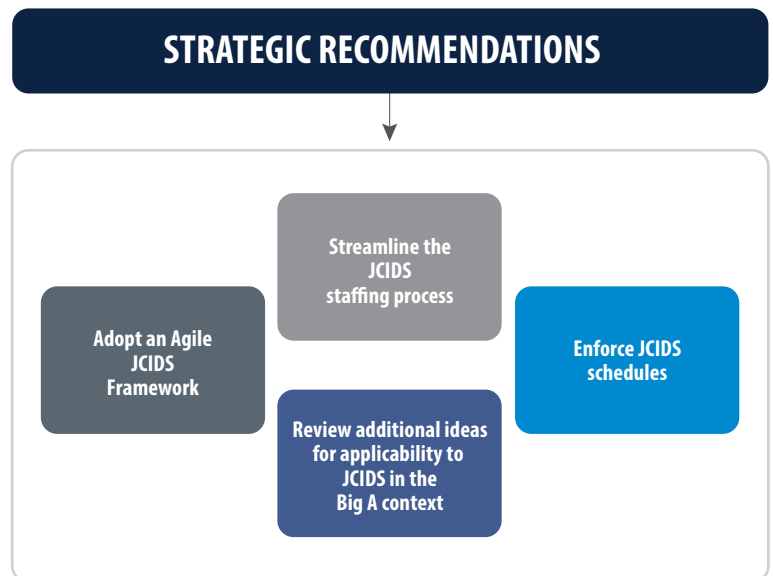 STRATEGIC RECOMMENDATIONS
Streamline the
JCIDS
staffing process
Adopt an Agile
JCIDS
Framework
Enforce JCIDS
schedules
Review additional ideas
for applicability to
JCIDS in the
Big A context